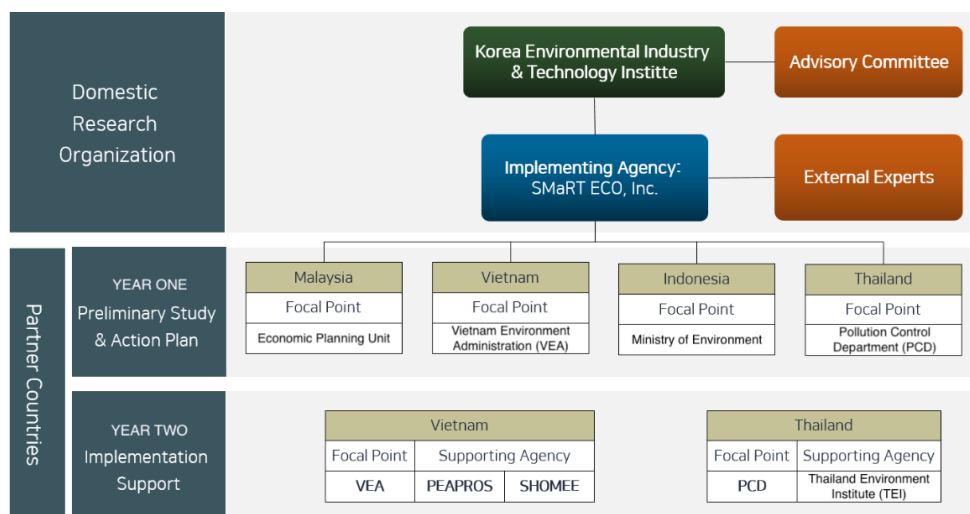 Domestic
Research
Organization
Korea Environmental Industry
& Technology Institte
Advisory Committee
Implementing Agency:
SMaRT ECO, Inc.
External Experts
Partner Countries
YEAR ONE
Preliminary Study
& Action Plan
Malaysia
Focal Point
Economic Planning Unit
Vietnam
Focal Point
Vietnam Environment
Administration (VEA)
Indonesia
Focal Point
Ministry of Environment
Thailand
Focal Point
Pollution Control
Department (PCD)
YEAR TWO
Implementation
Support
Vietnam
Focal Point
Supporting Agency
VEA
PEAPROS
SHOMEE
Thailand
Focal Point
Supporting Agency
PCD
Thailand Environment
Institute (TEI)